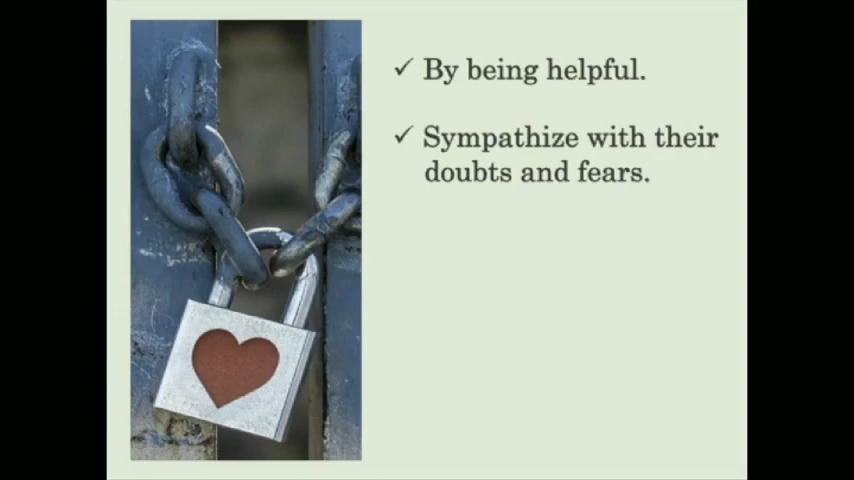 ✓ By being helpful.
✓ Sympathize with their
doubts and fears.